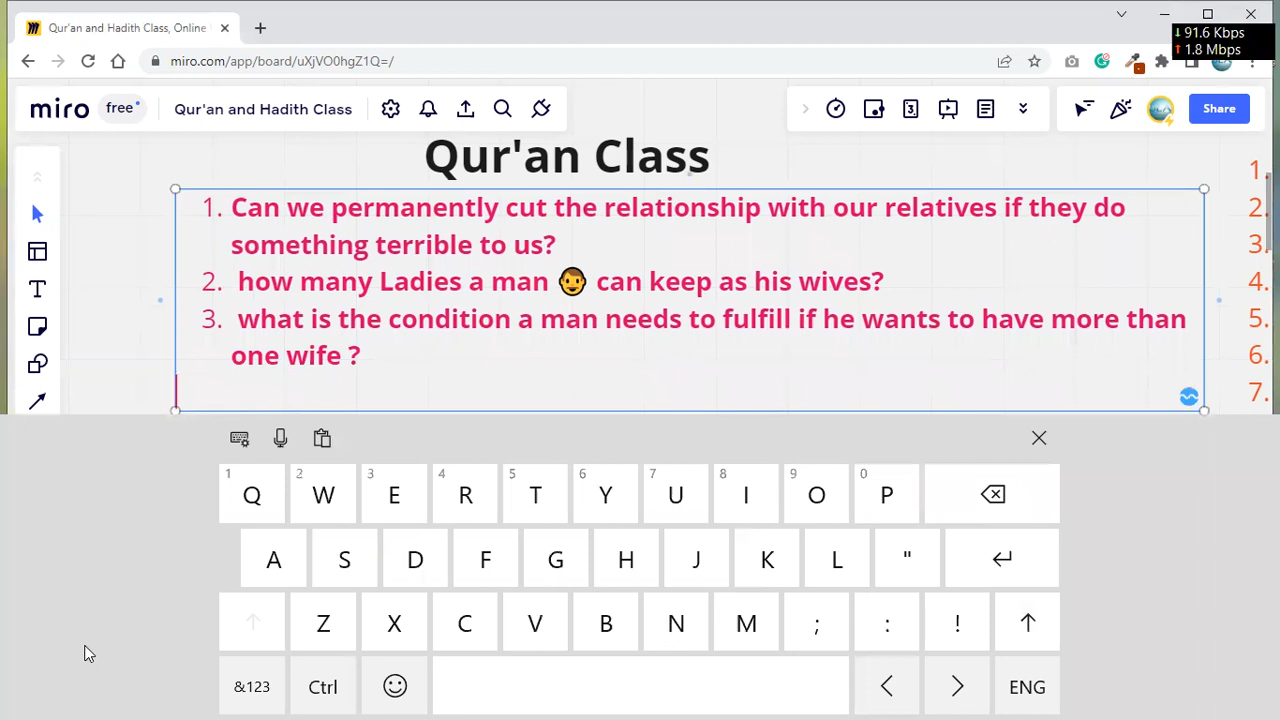 Qur'an and Hadith Class, Online
91.6 Kbps
1.8 Mbps
miro.com/app/board/uXjVO0hgZ1Q=/
miro free Qur'an and Hadith Class 3 Share
Qur'an Class
1. Can we permanently cut the relationship with our relatives if they do
something terrible to us?
2. how many Ladies a man 👨 can keep as his wives?
3. what is the condition a man needs to fulfill if he wants to have more than
one wife ?
1.
2.
3.
4.
5.
6.
7.
1 2 3 4 5 6 7 8 9 0
Q W E R T Y U I O P
A S D F G H J K L "
Z X C V B N M ; : !
&123 Ctrl < > ENG